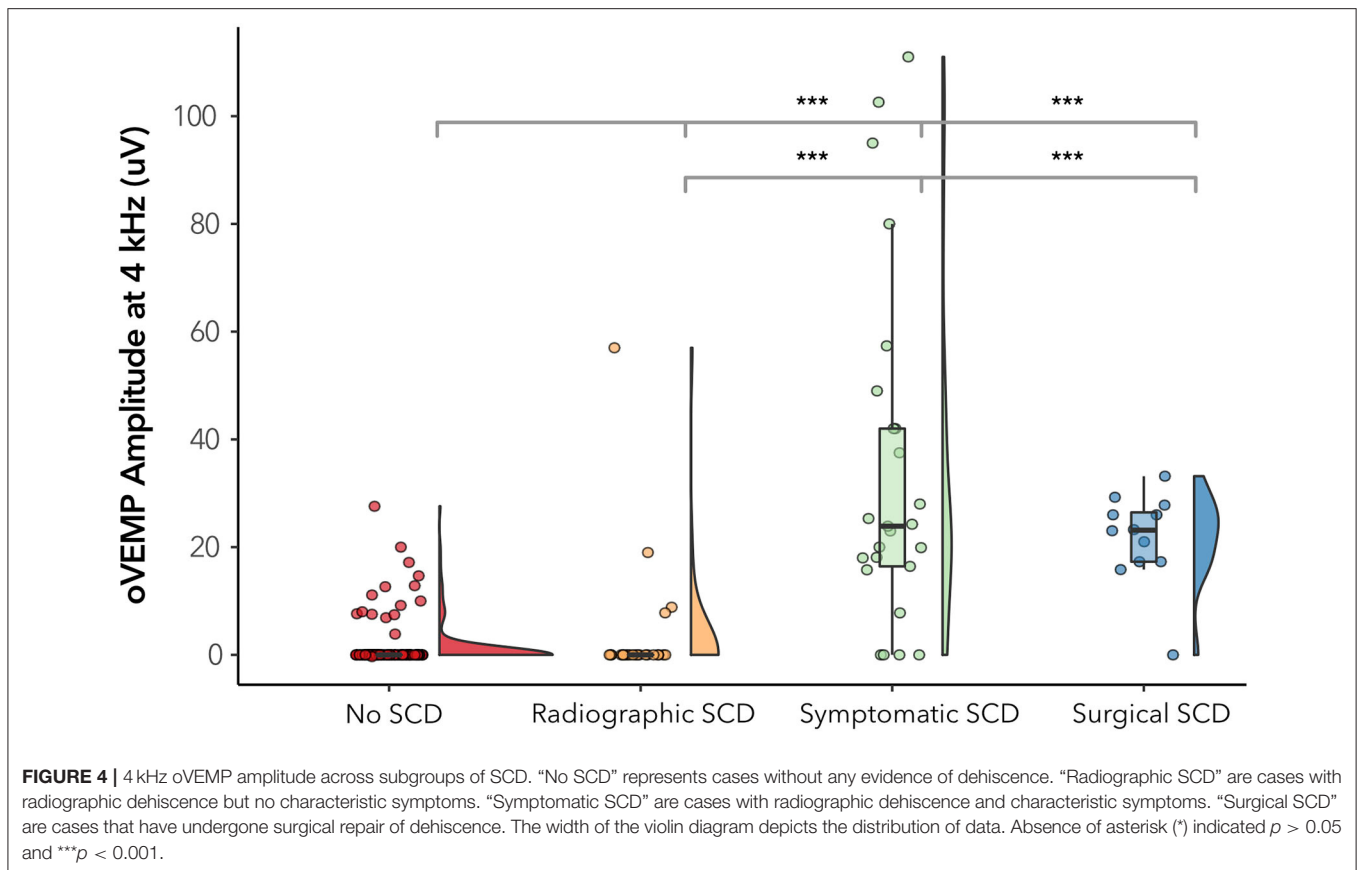 oVEMP Amplitude at 4 kHz (uV)
100
80
60
40
20
0
*** ***
*** ***
No SCD Radiographic SCD Symptomatic SCD Surgical SCD
FIGURE 4 | 4 kHz oVEMP amplitude across subgroups of SCD. “No SCD” represents cases without any evidence of dehiscence. “Radiographic SCD” are cases with
radiographic dehiscence but no characteristic symptoms. “Symptomatic SCD” are cases with radiographic dehiscence and characteristic symptoms. “Surgical SCD”
are cases that have undergone surgical repair of dehiscence. The width of the violin diagram depicts the distribution of data. Absence of asterisk (*) indicated p > 0.05
and ***p < 0.001.